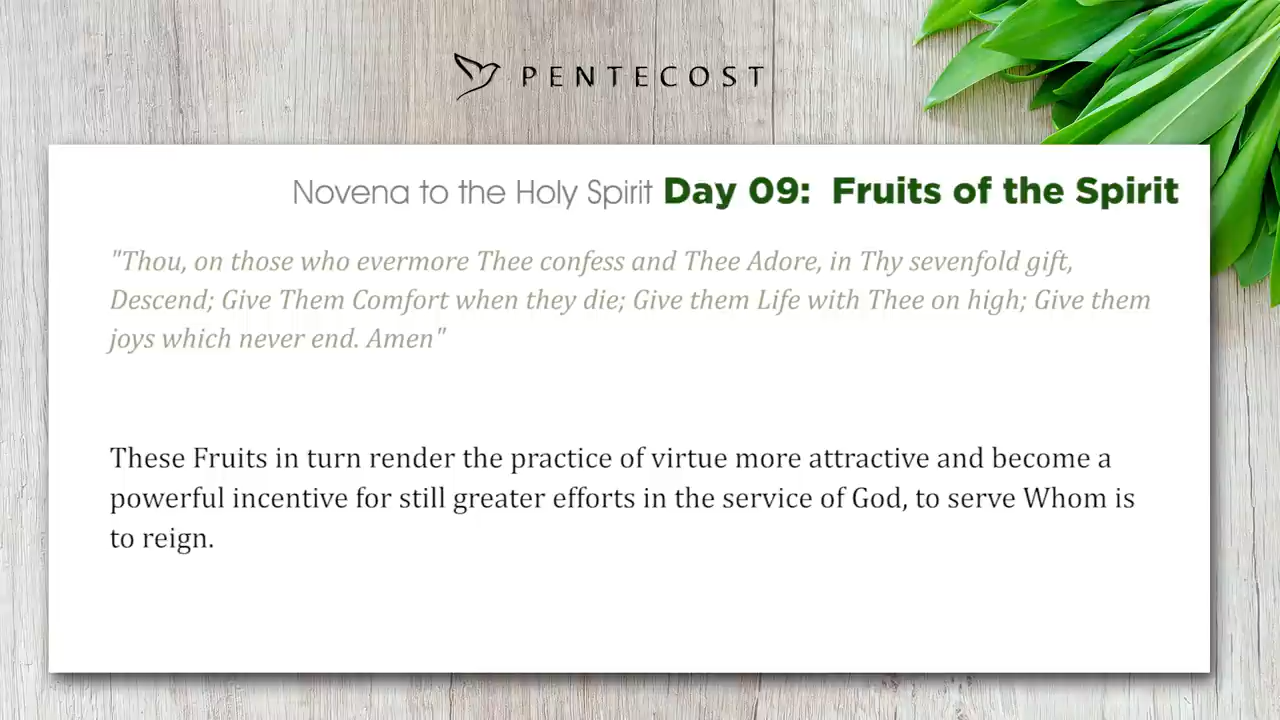 PENTECOST
Novena to the Holy Spirit Day 09: Fruits of the Spirit
"Thou, on those who evermore Thee confess and Thee Adore, in Thy sevenfold gift,
Descend; Give Them Comfort when they die; Give them Life with Thee on high; Give them
joys which never end. Amen"
These Fruits in turn render the practice of virtue more attractive and become a
powerful incentive for still greater efforts in the service of God, to serve Whom is
to reign.